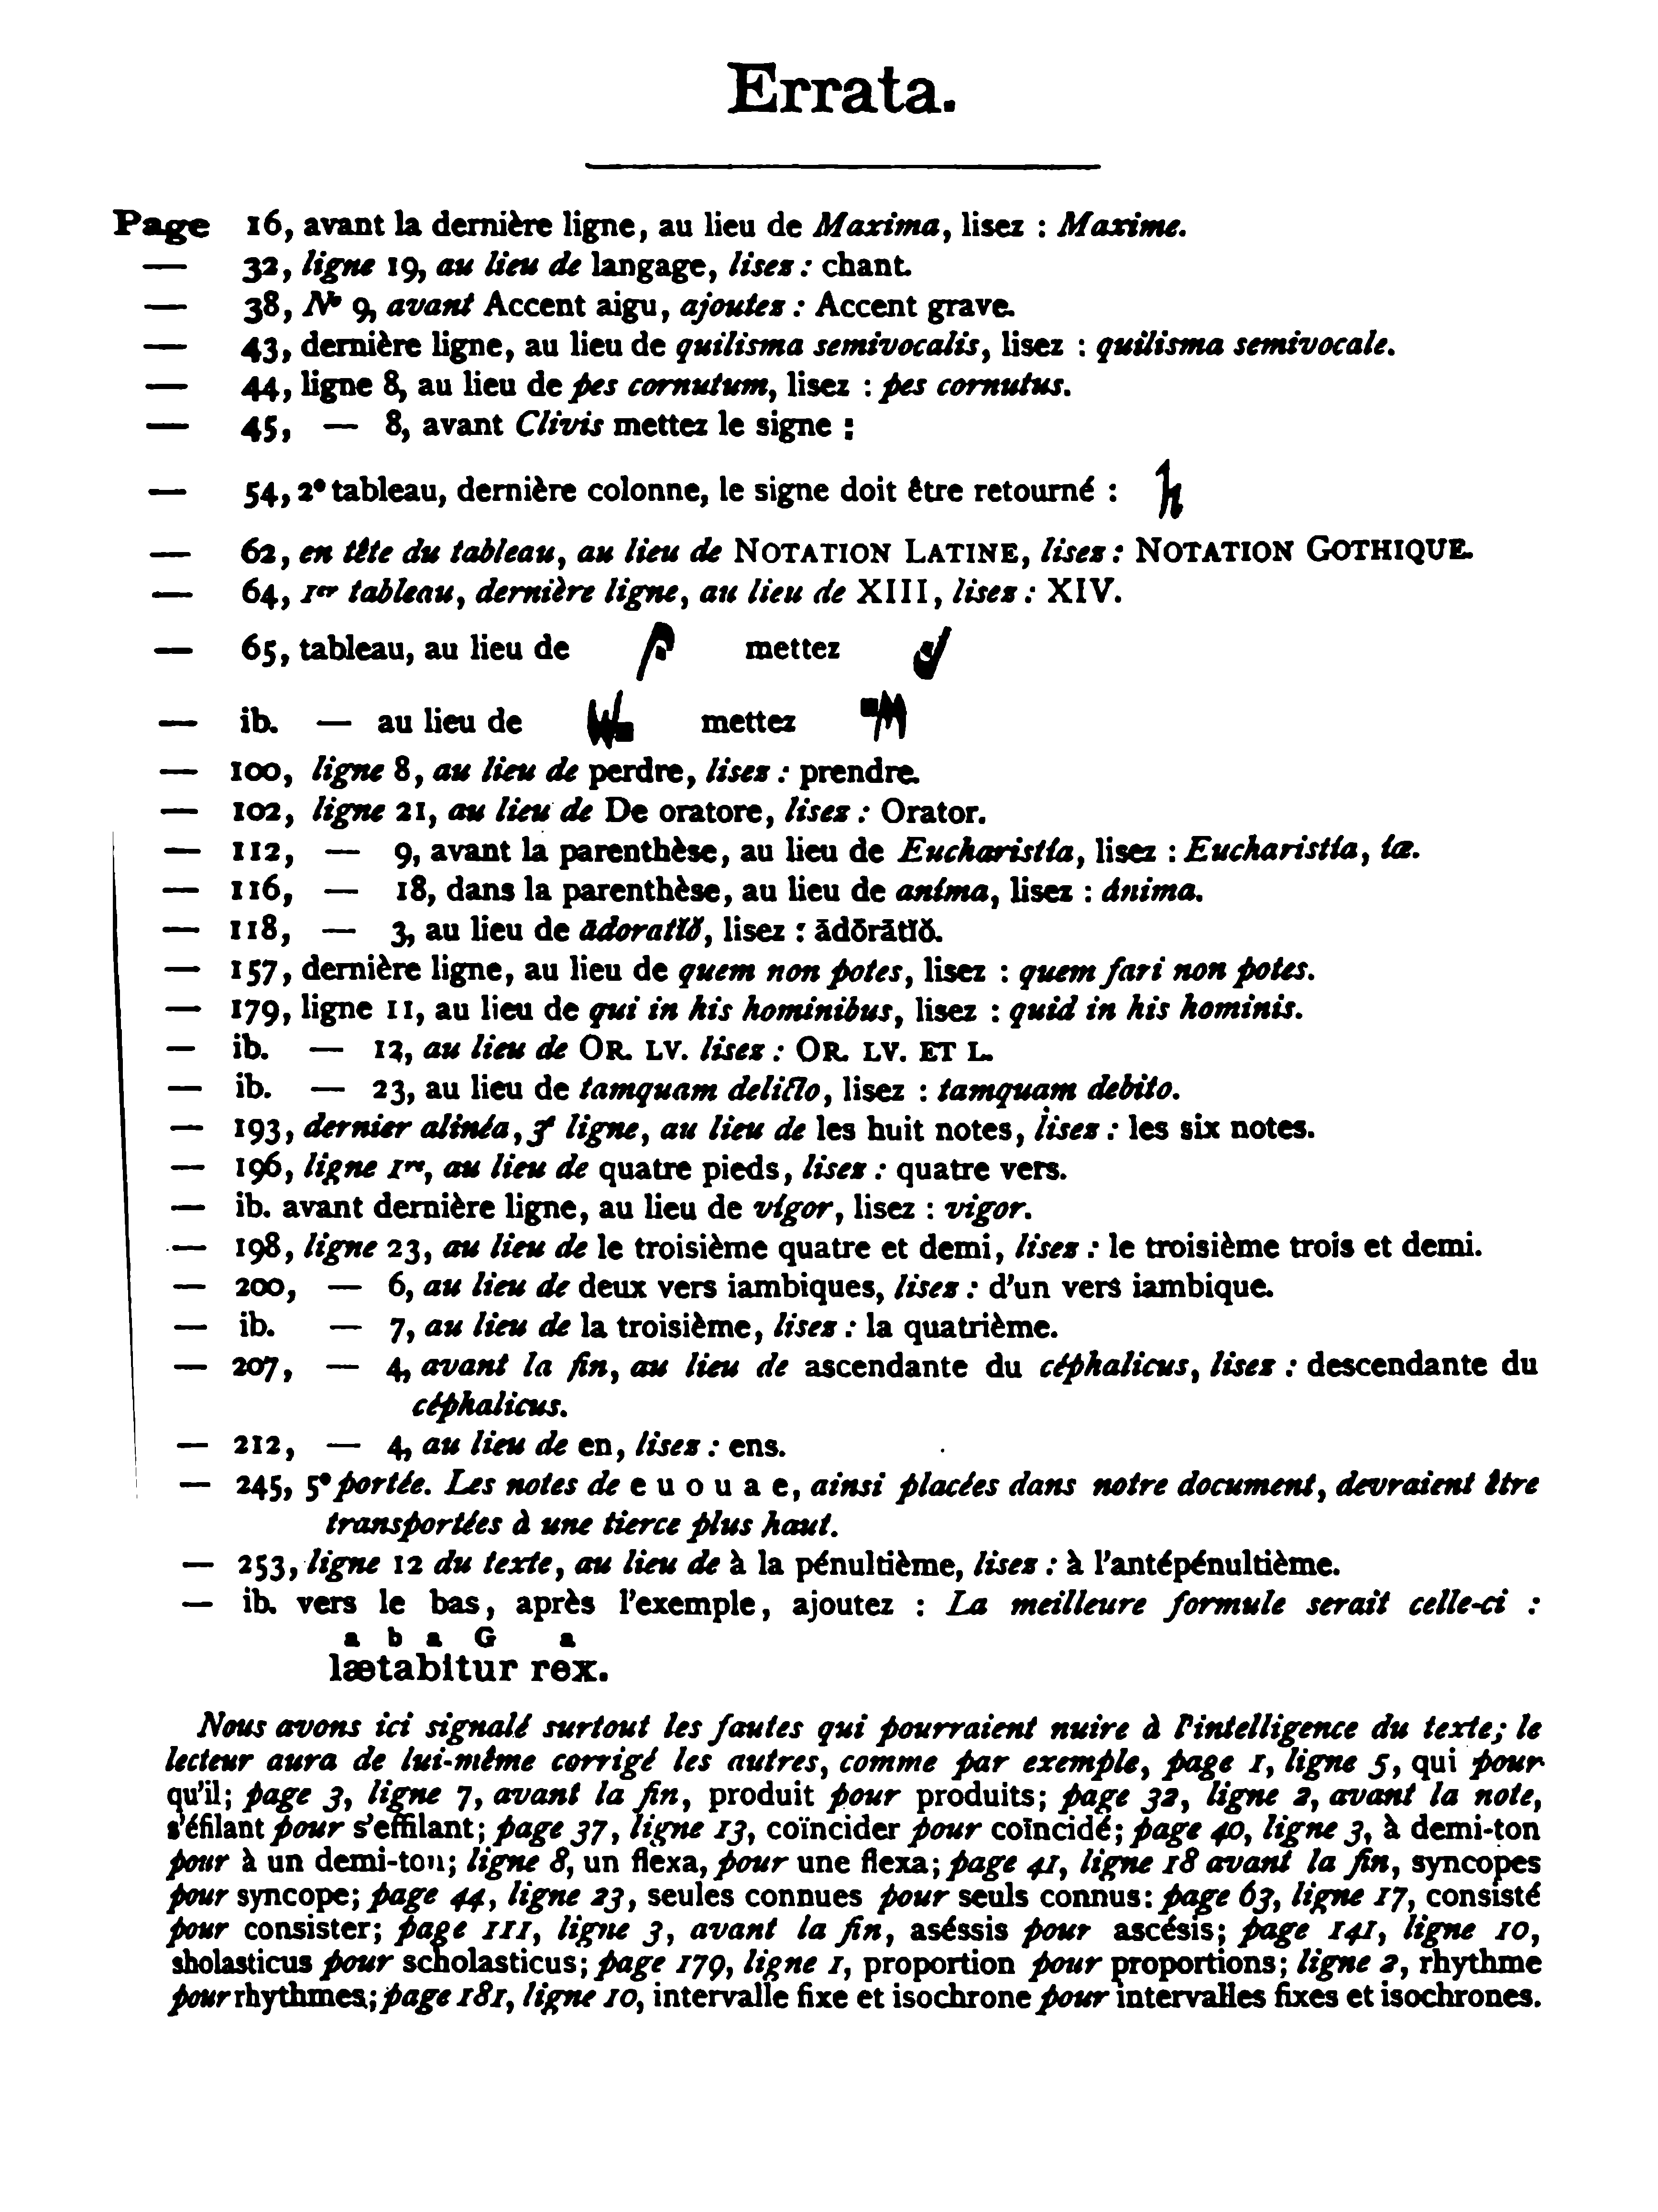 Errata.
Page 16, avant la dernière ligne, au lieu de Maxima, lisez : Maxime.
— 32, ligne 19, au lieu de langage, lisez : chant.
— 38, N° 9, avant Accent aigu, ajoutez : Accent grave.
— 43, dernière ligne, au lieu de quilisma semivocalis, lisez : quilisma semivocale.
— 44, ligne 8, au lieu de pes cornutum, lisez : pes cornutus.
— 45, — 8, avant Clivis mettez le signe :
— 54, 2e tableau, dernière colonne, le signe doit être retourné :
— 62, en tête du tableau, au lieu de NOTATION LATINE, lisez : NOTATION GOTHIQUE.
— 64, 1er tableau, dernière ligne, au lieu de XIII, lisez : XIV.
— 65, tableau, au lieu de mettez
— ib. — au lieu de mettez
— 100, ligne 8, au lieu de perdre, lisez : prendre.
— 102, ligne 21, au lieu de De oratore, lisez : Orator.
— 112, — 9, avant la parenthèse, au lieu de Eucharistía, lisez : Eucharistía, íæ.
— 116, — 18, dans la parenthèse, au lieu de aníma, lisez : ánima.
— 118, — 3, au lieu de ādoratĭŏ, lisez : ādōrātĭŏ.
— 157, dernière ligne, au lieu de quem non potes, lisez : quem fari non potes.
— 179, ligne 11, au lieu de qui in his hominibus, lisez : quid in his hominis.
— ib. — 12, au lieu de OR. LV. lisez : OR. LV. ET L.
— ib. — 23, au lieu de tamquam delicto, lisez : tamquam debito.
— 193, dernier alinéa, 3e ligne, au lieu de les huit notes, lisez : les six notes.
— 196, ligne 1re, au lieu de quatre pieds, lisez : quatre vers.
— ib. avant dernière ligne, au lieu de vígor, lisez : vigor.
— 198, ligne 23, au lieu de le troisième quatre et demi, lisez : le troisième trois et demi.
— 200, — 6, au lieu de deux vers iambiques, lisez : d'un vers iambique.
— ib. — 7, au lieu de la troisième, lisez : la quatrième.
— 207, — 4, avant la fin, au lieu de ascendante du céphalicus, lisez : descendante du
céphalicus.
— 212, — 4, au lieu de en, lisez : ens.
— 245, 5e portée. Les notes de e u o u a e, ainsi placées dans notre document, devraient être
transportées à une tierce plus haut.
— 253, ligne 12 du texte, au lieu de à la pénultième, lisez : à l'antépénultième.
— ib. vers le bas, après l'exemple, ajoutez : La meilleure formule serait celle-ci :
a b a G a
lætabitur rex.
Nous avons ici signalé surtout les fautes qui pourraient nuire à l'intelligence du texte; le
lecteur aura de lui-même corrigé les autres, comme par exemple, page 1, ligne 5, qui pour
qu'il; page 3, ligne 7, avant la fin, produit pour produits; page 32, ligne 2, avant la note,
s'éfilant pour s'effilant; page 37, ligne 13, coïncider pour coïncidé; page 40, ligne 3, à demi-ton
pour à un demi-ton; ligne 8, un flexa, pour une flexa; page 41, ligne 18 avant la fin, syncopes
pour syncope; page 44, ligne 23, seules connues pour seuls connus: page 63, ligne 17, consisté
pour consister; page 111, ligne 3, avant la fin, aséssis pour ascésis; page 141, ligne 10,
sholasticus pour scholasticus; page 179, ligne 1, proportion pour proportions; ligne 2, rhythme
pour rhythmes; page 181, ligne 10, intervalle fixe et isochrone pour intervalles fixes et isochrones.